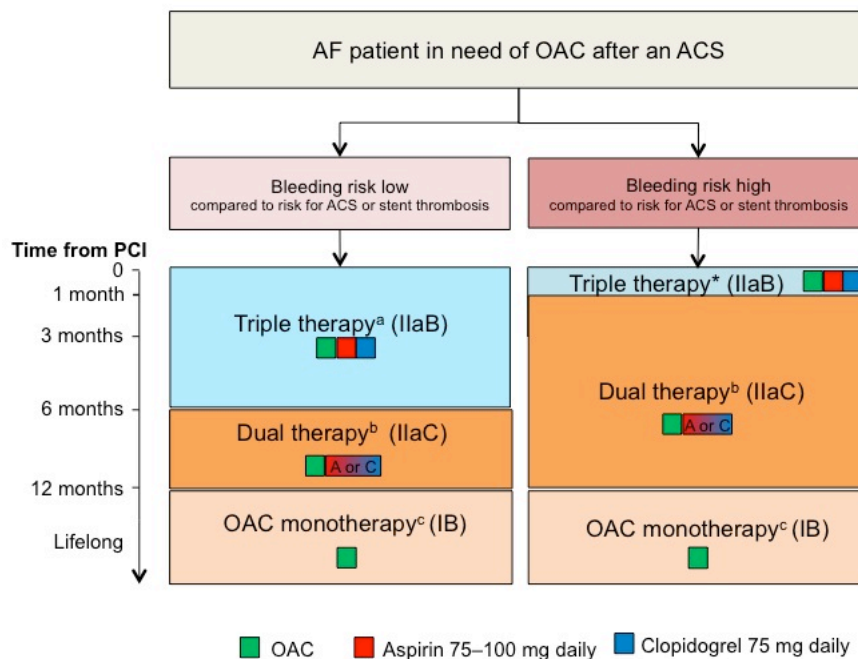 AF patient in need of OAC after an ACS
Bleeding risk low
compared to risk for ACS or stent thrombosis
Bleeding risk high
compared to risk for ACS or stent thrombosis
Time from PCI
0
1 month
3 months
6 months
12 months
Lifelong
Triple therapyᵃ (IIaB)
Dual therapyᵇ (IIaC)
A or C
OAC monotherapyᶜ (IB)
Triple therapy* (IIaB)
Dual therapyᵇ (IIaC)
A or C
OAC monotherapyᶜ (IB)
OAC
Aspirin 75–100 mg daily
Clopidogrel 75 mg daily